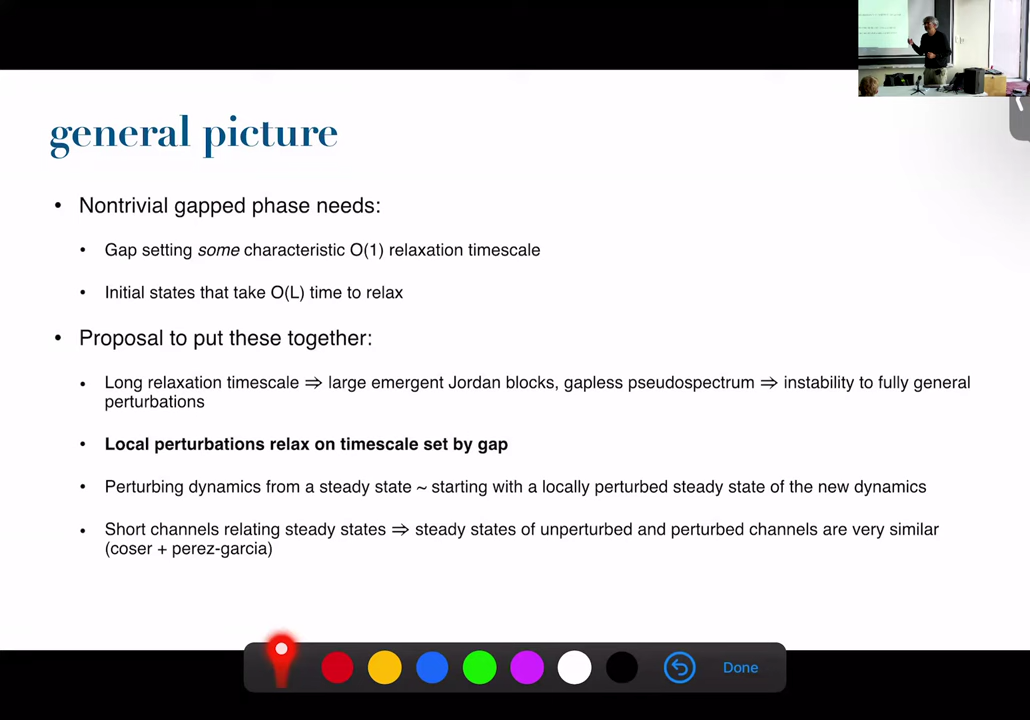 general picture
• Nontrivial gapped phase needs:
• Gap setting some characteristic O(1) relaxation timescale
• Initial states that take O(L) time to relax
• Proposal to put these together:
• Long relaxation timescale ⇒ large emergent Jordan blocks, gapless pseudospectrum ⇒ instability to fully general
perturbations
• Local perturbations relax on timescale set by gap
• Perturbing dynamics from a steady state ~ starting with a locally perturbed steady state of the new dynamics
• Short channels relating steady states ⇒ steady states of unperturbed and perturbed channels are very similar
(coser + perez-garcia)
Done